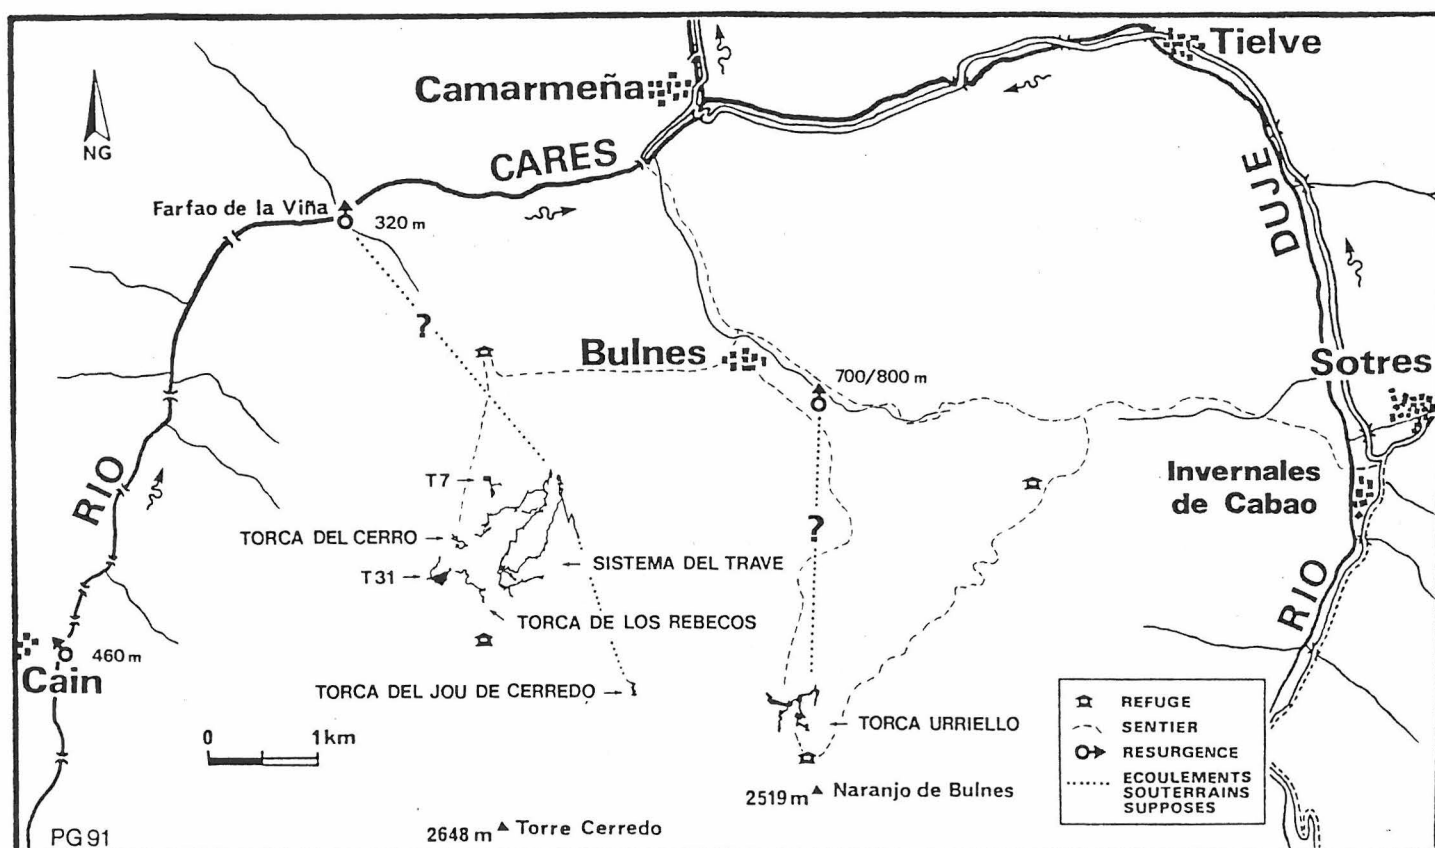 Tielve
Camarmeña
NG
CARES
DUJE
Farfao de la Viña
320 m
?
Bulnes
700/800 m
Sotres
RIO
T7
Invernales
de Cabao
?
TORCA DEL CERRO
T31
SISTEMA DEL TRAVE
RIO
TORCA DE LOS REBECOS
460 m
Cain
TORCA DEL JOU DE CERREDO
TORCA URRIELLO
0 1km
REFUGE
SENTIER
RESURGENCE
ECOULEMENTS
SOUTERRAINS
SUPPOSES
2519 m Naranjo de Bulnes
2648 m Torre Cerredo
PG 91